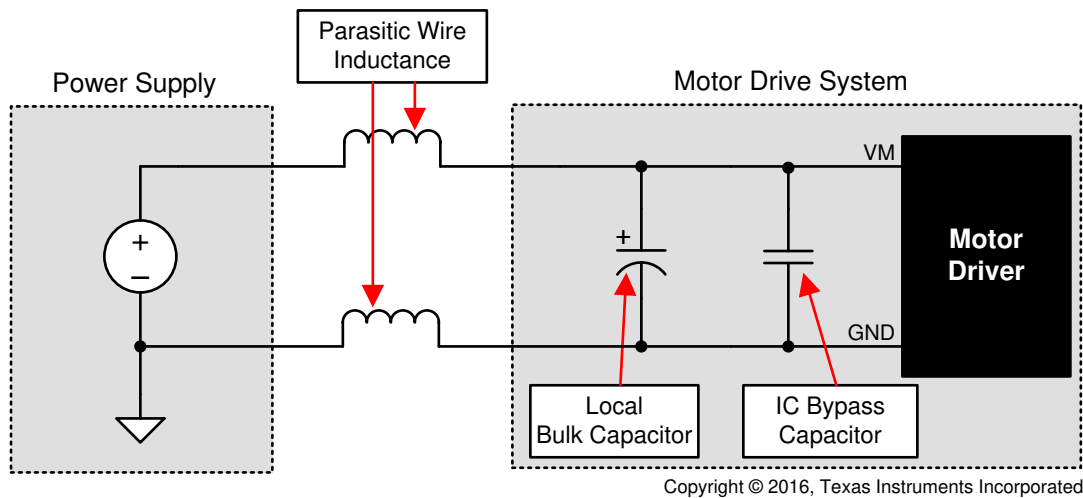 Parasitic Wire
Inductance
Power Supply
Motor Drive System
VM
+
–
+
Motor
Driver
GND
Local
Bulk Capacitor
IC Bypass
Capacitor
Copyright © 2016, Texas Instruments Incorporated